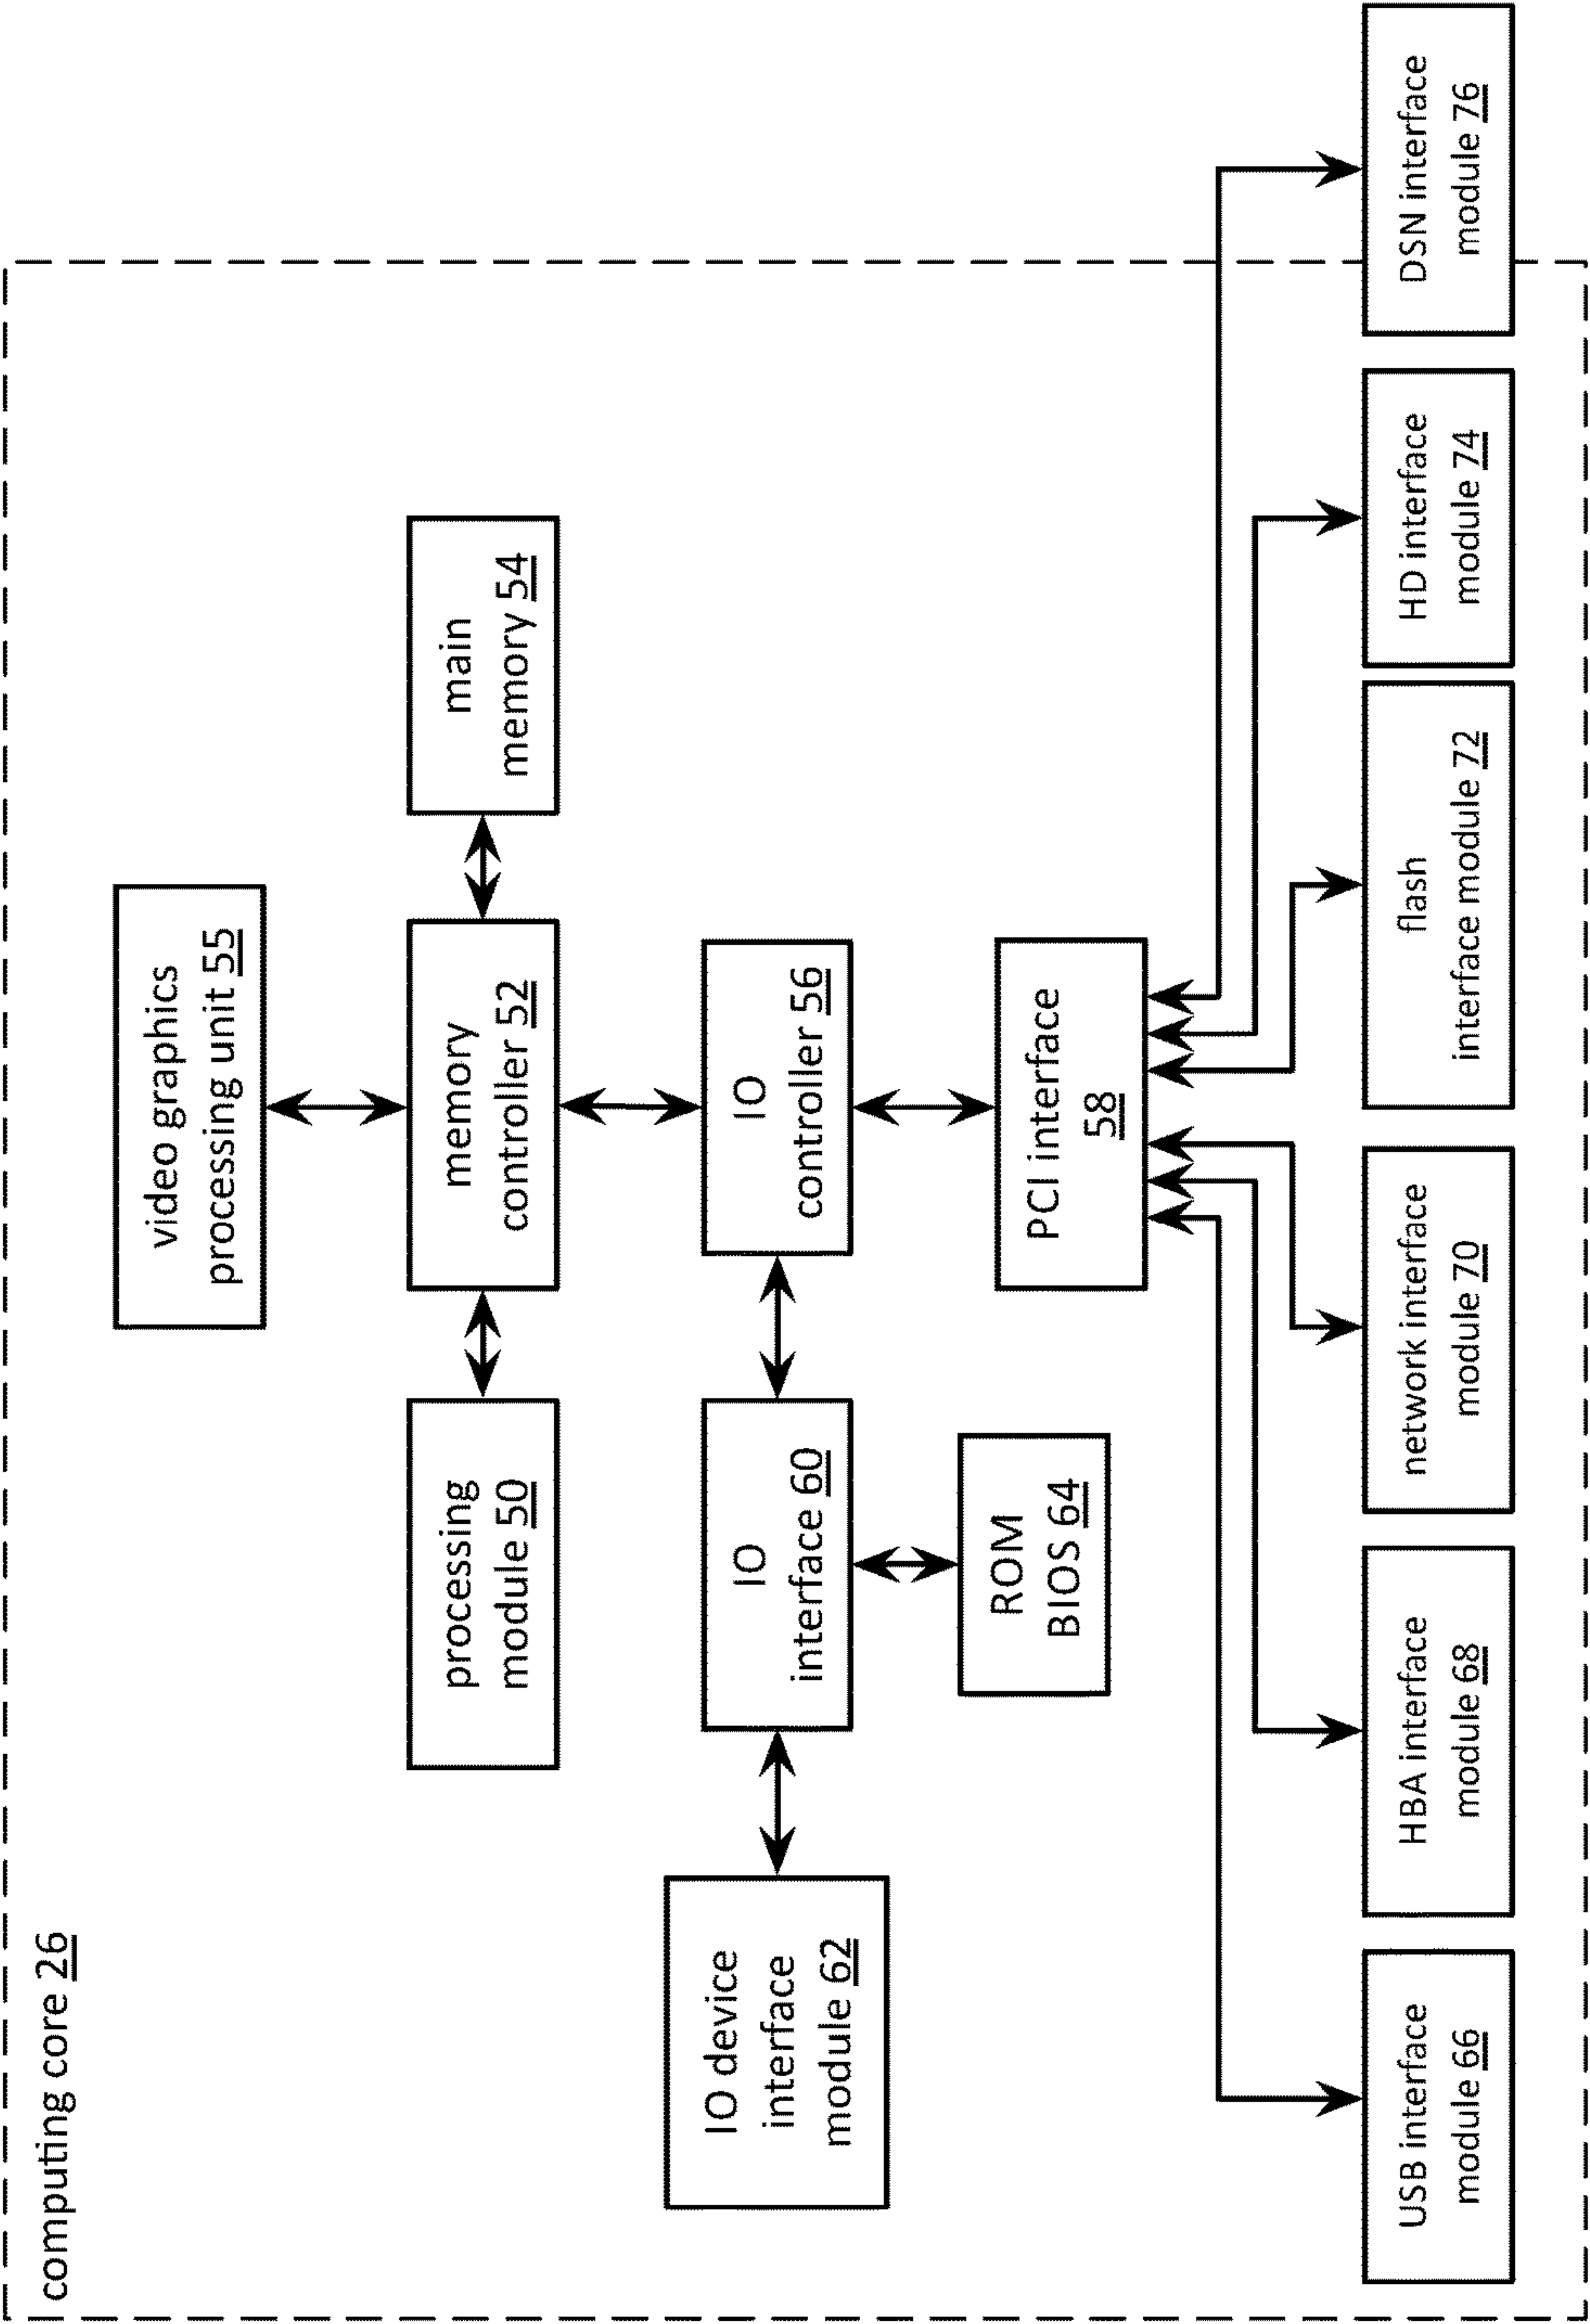 computing core 26
video graphics
processing unit 55
processing
module 50
memory
controller 52
main
memory 54
IO device
interface
module 62
IO
interface 60
IO
controller 56
ROM
BIOS 64
PCI interface
58
USB interface
module 66
HBA interface
module 68
network interface
module 70
flash
interface module 72
HD interface
module 74
DSN interface
module 76